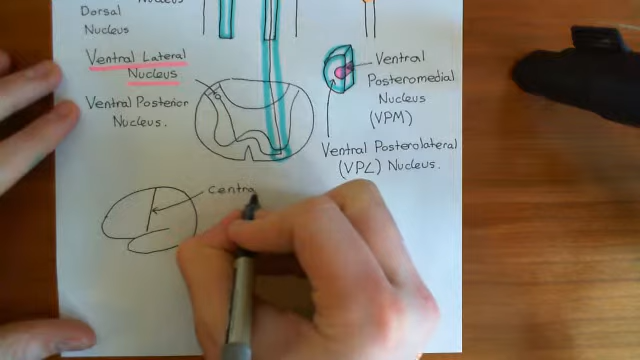 Dorsal
Nucleus
Ventral Lateral
Nucleus
Ventral Posterior
Nucleus.
Ventral
Posteromedial
Nucleus
(VPM)
Ventral Posterolateral
(VPL) Nucleus.
Centra